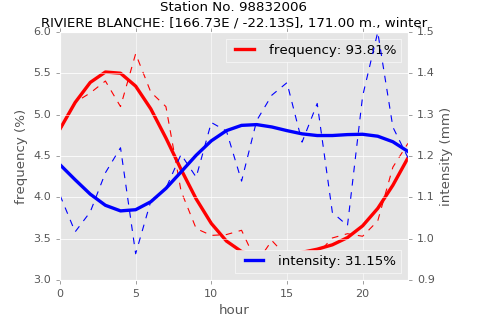 Station No. 98832006
RIVIERE BLANCHE: [166.73E / -22.13S], 171.00 m., winter
frequency: 93.81%
intensity: 31.15%
frequency (%)
6.0
5.5
5.0
4.5
4.0
3.5
3.0
intensity (mm)
1.5
1.4
1.3
1.2
1.1
1.0
0.9
0 5 10 15 20
hour